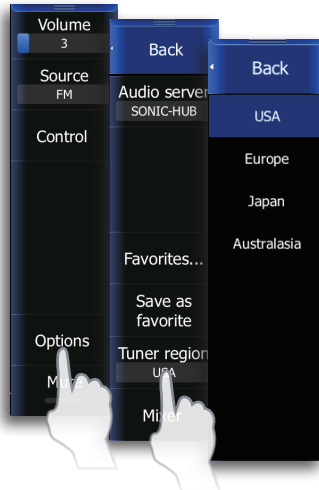 Volume
3
Source
FM
Control
Options
Mute
Back
Audio server
SONIC-HUB
Favorites...
Save as
favorite
Tuner region
USA
Mixer
Back
USA
Europe
Japan
Australasia